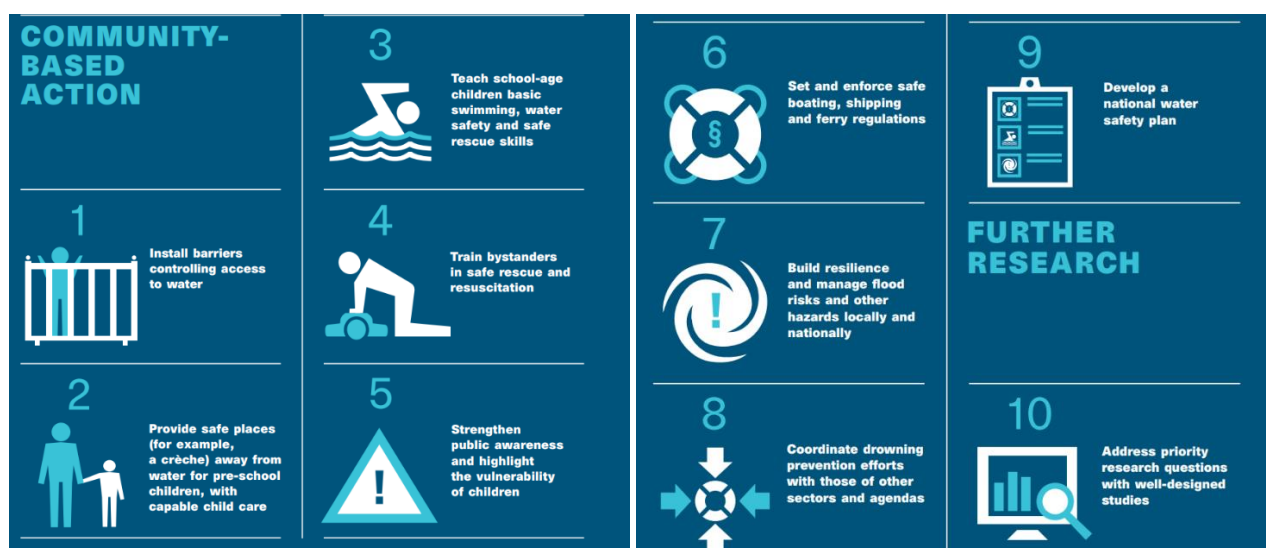 COMMUNITY-
BASED
ACTION
1
Install barriers
controlling access
to water
2
Provide safe places
(for example,
a crèche) away from
water for pre-school
children, with
capable child care
3
Teach school-age
children basic
swimming, water
safety and safe
rescue skills
4
Train bystanders
in safe rescue and
resuscitation
5
!
Strengthen
public awareness
and highlight
the vulnerability
of children
6
§
Set and enforce safe
boating, shipping
and ferry regulations
7
!
Build resilience
and manage flood
risks and other
hazards locally and
nationally
8
Coordinate drowning
prevention efforts
with those of other
sectors and agendas
9
Develop a
national water
safety plan
FURTHER
RESEARCH
10
Address priority
research questions
with well-designed
studies